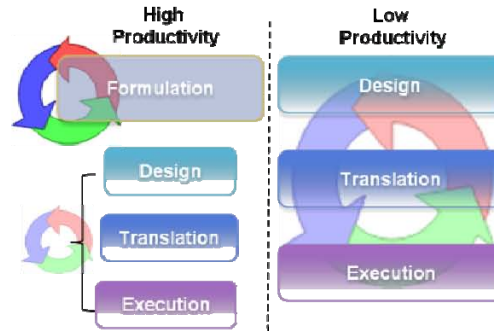 High
Productivity
Formulation
Design
Translation
Execution
Low
Productivity
Design
Translation
Execution